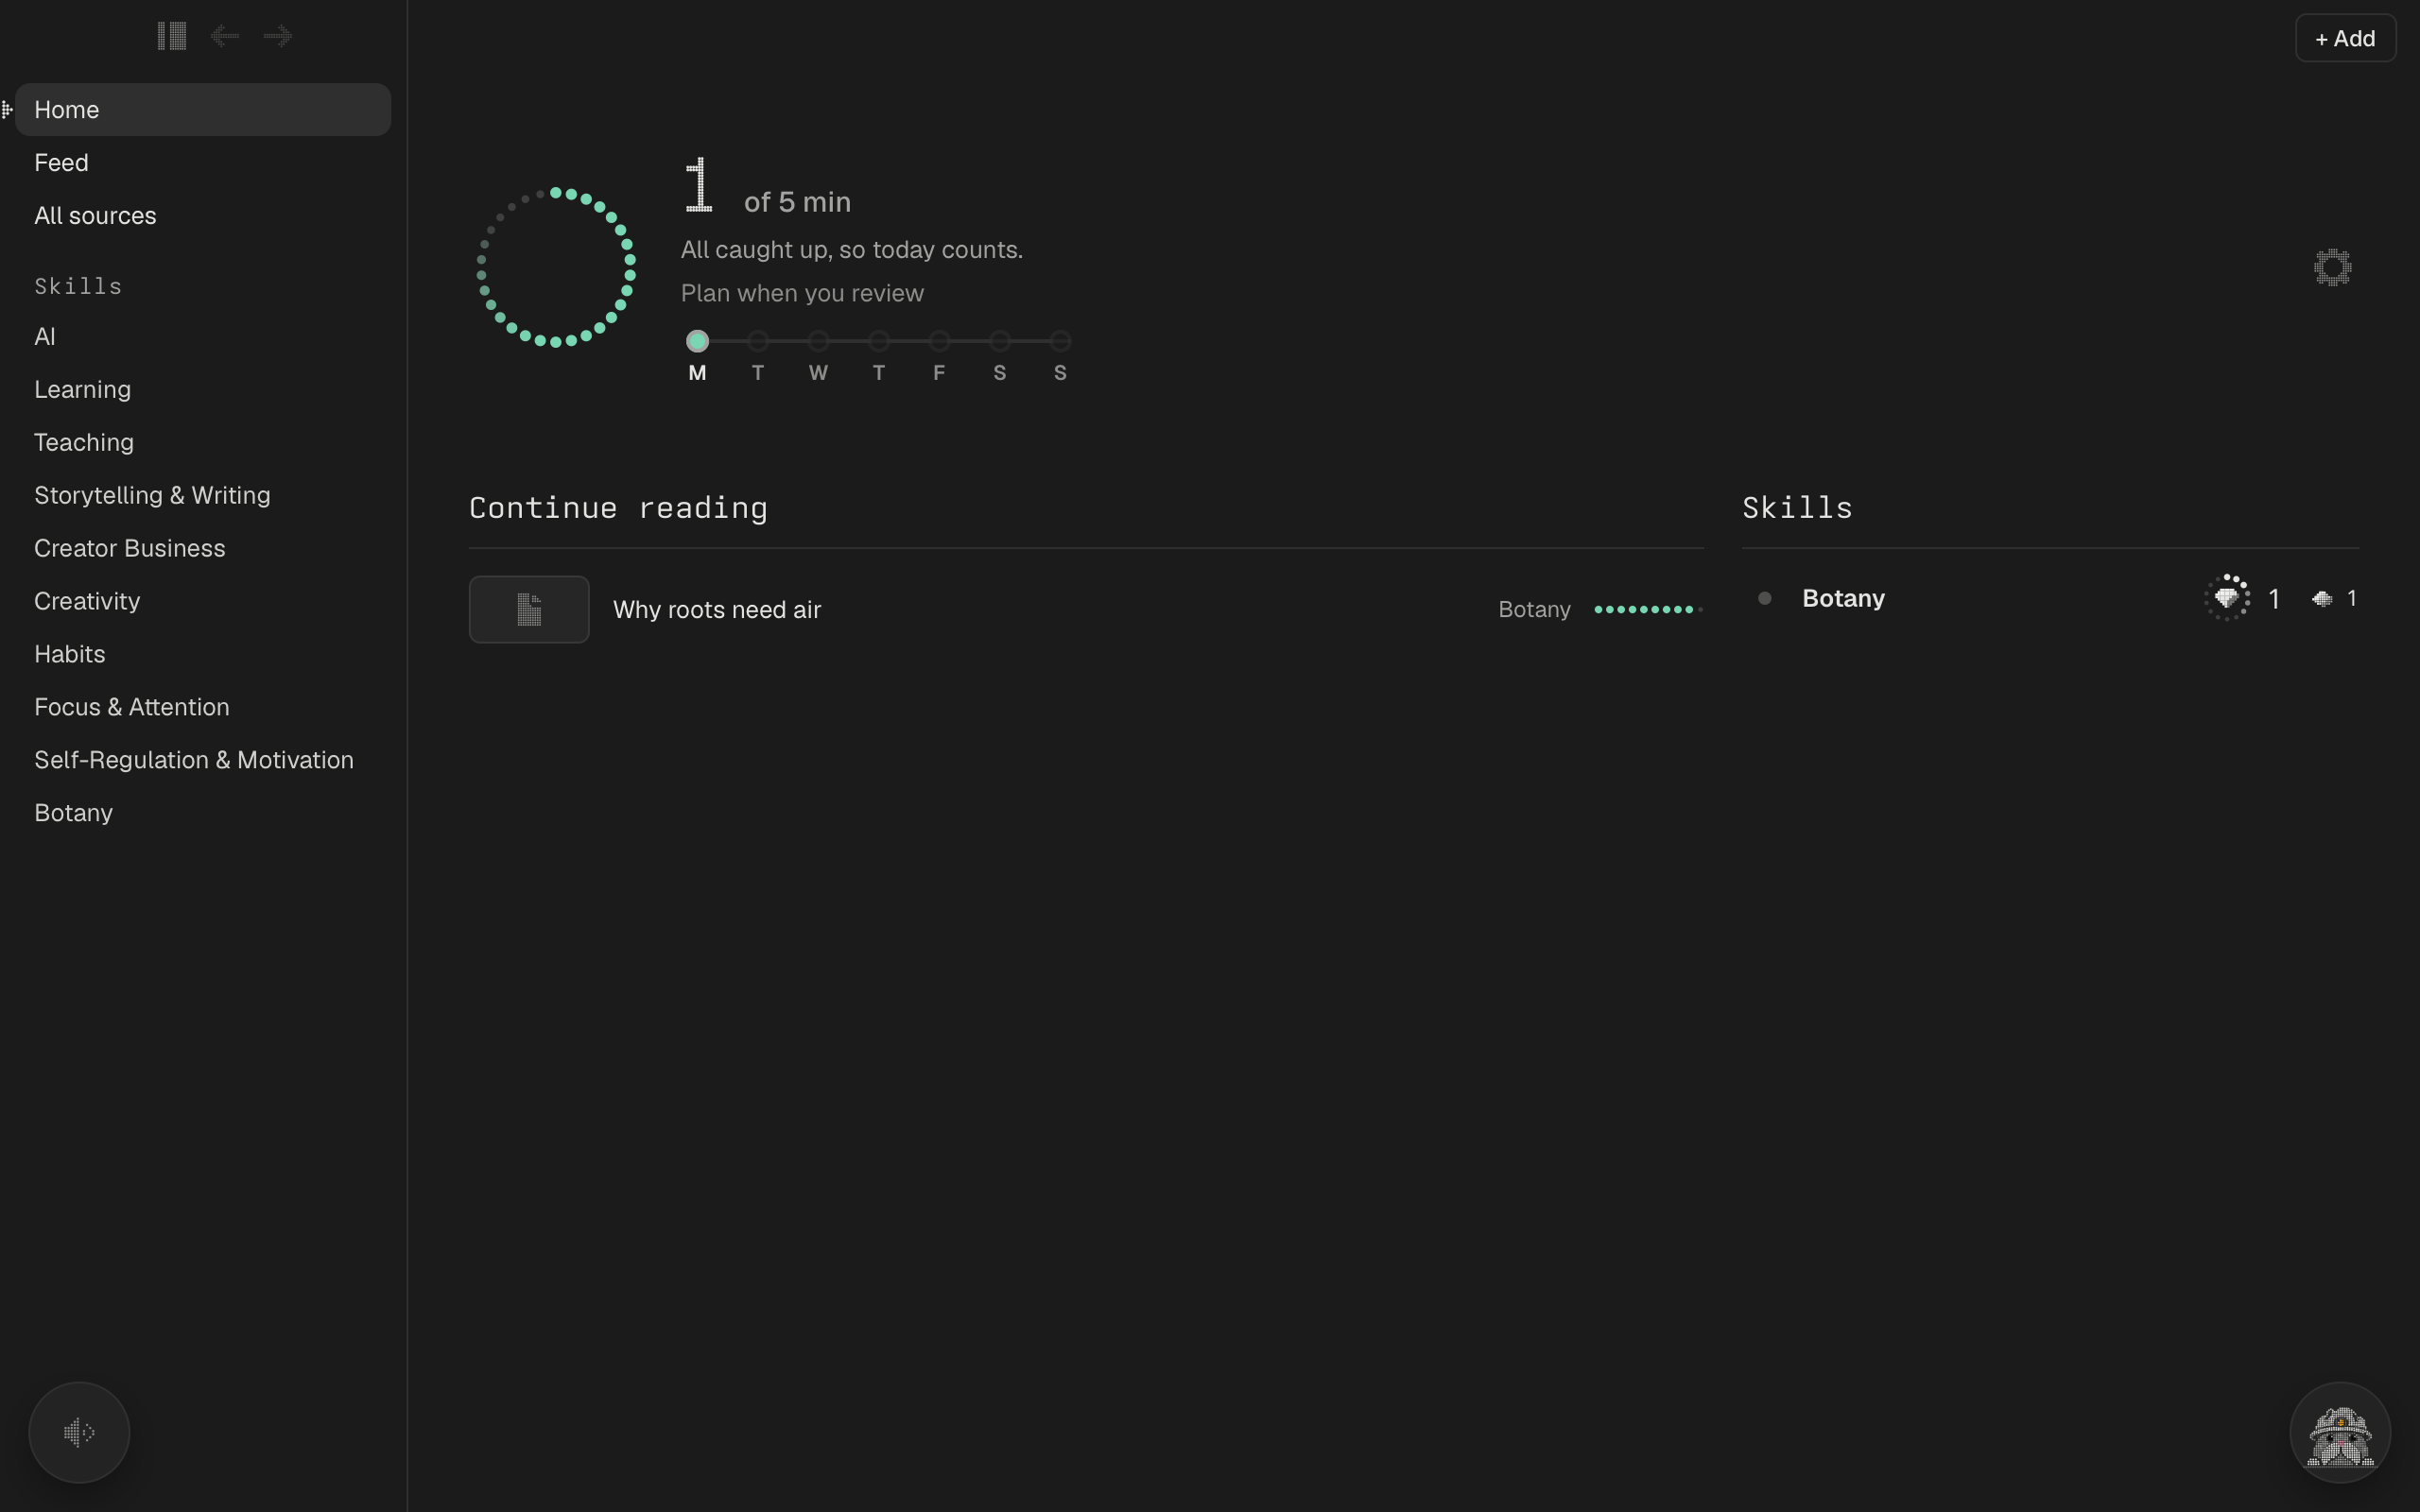 + Add
Home
Feed
All sources
Skills
AI
Learning
Teaching
Storytelling & Writing
Creator Business
Creativity
Habits
Focus & Attention
Self-Regulation & Motivation
Botany
1 of 5 min
All caught up, so today counts.
Plan when you review
M T W T F S S
Continue reading
Why roots need air Botany
Skills
Botany 1 1